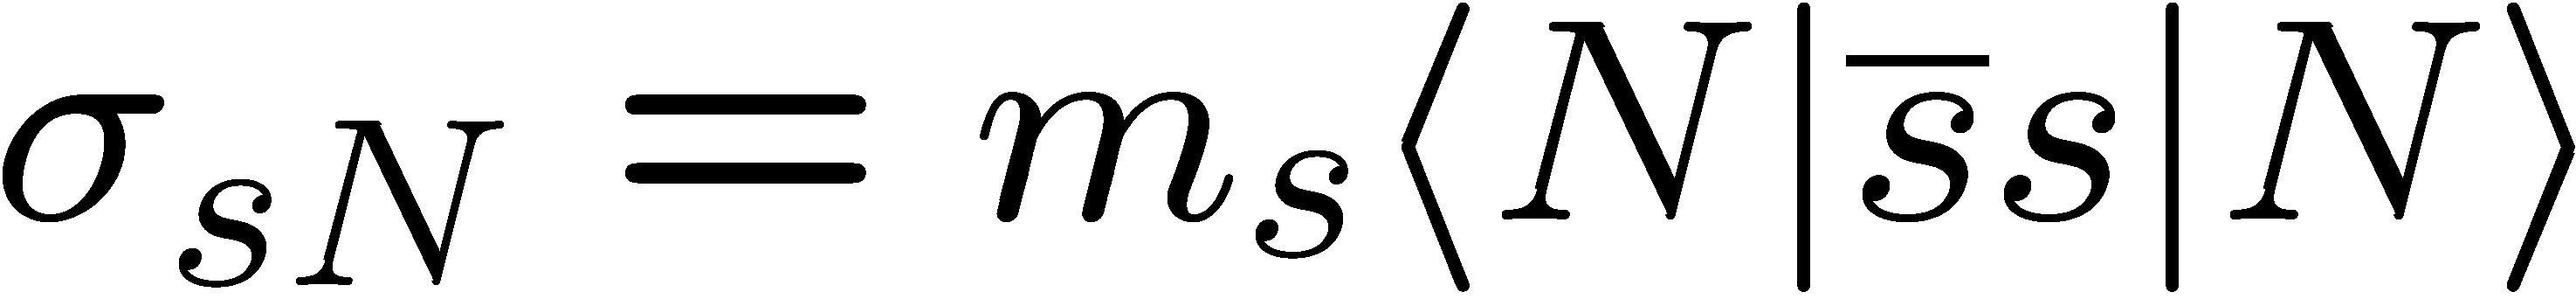 σ_{sN} = m_s⟨N|s̅s|N⟩